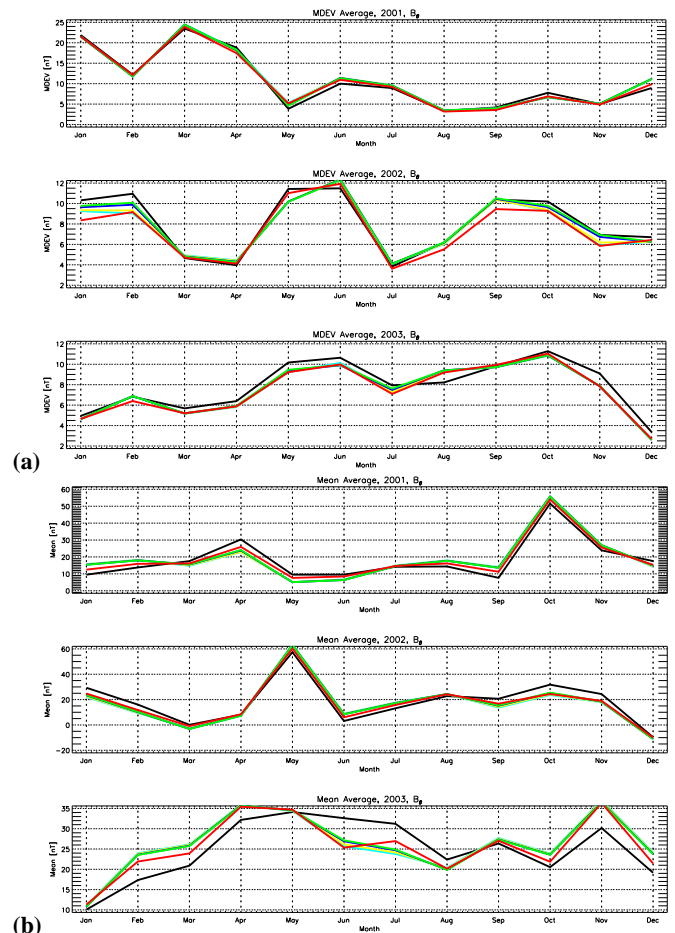 MDEV Average, 2001, Bø
MDEV [nT]
25
20
15
10
5
0
Jan Feb Mar Apr May Jun Jul Aug Sep Oct Nov Dec
Month
MDEV Average, 2002, Bø
MDEV [nT]
12
10
8
6
4
2
Jan Feb Mar Apr May Jun Jul Aug Sep Oct Nov Dec
Month
MDEV Average, 2003, Bø
MDEV [nT]
12
10
8
6
4
2
Jan Feb Mar Apr May Jun Jul Aug Sep Oct Nov Dec
Month
(a)
Mean Average, 2001, Bø
Mean [nT]
60
50
40
30
20
10
0
Jan Feb Mar Apr May Jun Jul Aug Sep Oct Nov Dec
Month
Mean Average, 2002, Bø
Mean [nT]
60
40
20
0
-20
Jan Feb Mar Apr May Jun Jul Aug Sep Oct Nov Dec
Month
Mean Average, 2003, Bø
Mean [nT]
35
30
25
20
15
10
Jan Feb Mar Apr May Jun Jul Aug Sep Oct Nov Dec
Month
(b)